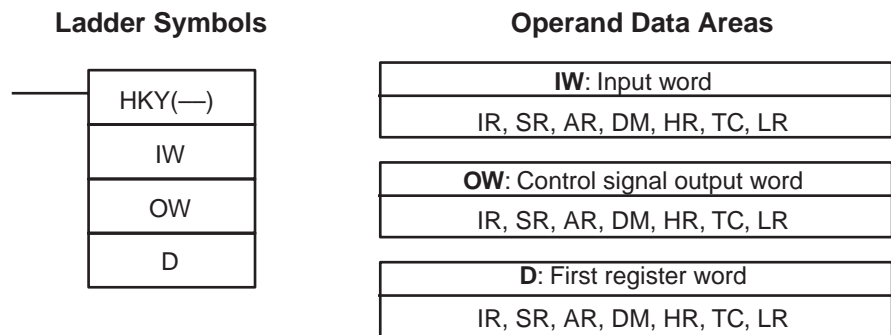 Ladder Symbols
HKY(—)
IW
OW
D
Operand Data Areas
IW: Input word
IR, SR, AR, DM, HR, TC, LR
OW: Control signal output word
IR, SR, AR, DM, HR, TC, LR
D: First register word
IR, SR, AR, DM, HR, TC, LR